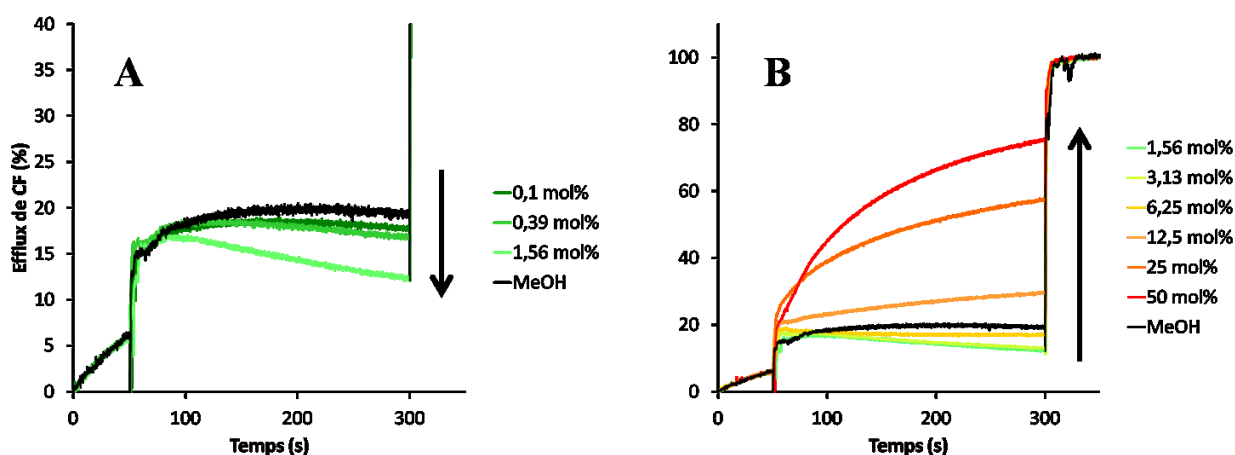 A
Efflux de CF (%)
40
35
30
25
20
15
10
5
0
0
100
200
300
Temps (s)
0,1 mol%
0,39 mol%
1,56 mol%
MeOH
B
100
80
60
40
20
0
0
100
200
300
Temps (s)
1,56 mol%
3,13 mol%
6,25 mol%
12,5 mol%
25 mol%
50 mol%
MeOH